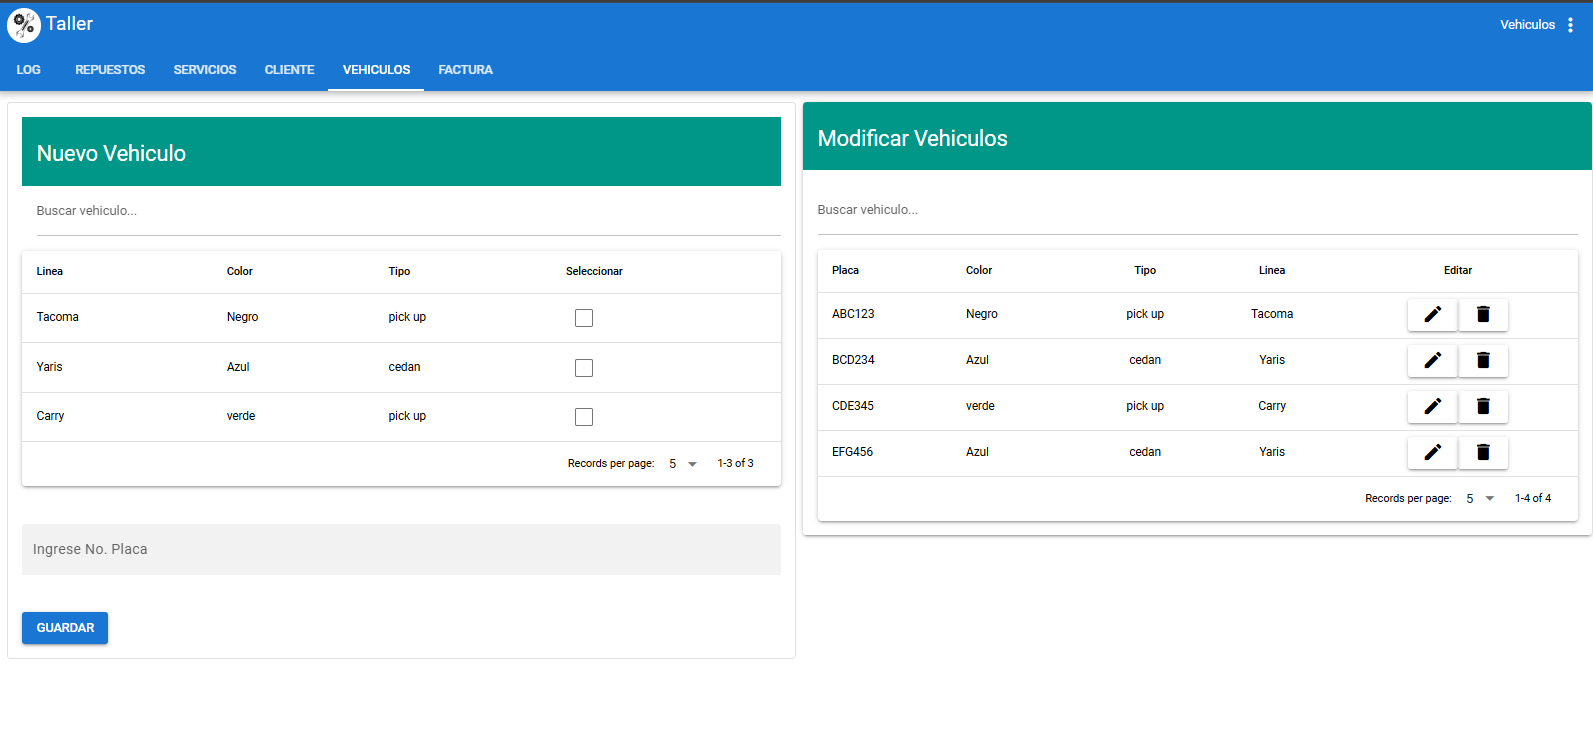 Taller
Vehiculos
LOG REPUESTOS SERVICIOS CLIENTE VEHICULOS FACTURA
Nuevo Vehiculo
Buscar vehiculo...
Linea Color Tipo Seleccionar
Tacoma Negro pick up
Yaris Azul cedan
Carry verde pick up
Records per page: 5 1-3 of 3
Ingrese No. Placa
GUARDAR
Modificar Vehiculos
Buscar vehiculo...
Placa Color Tipo Linea Editar
ABC123 Negro pick up Tacoma
BCD234 Azul cedan Yaris
CDE345 verde pick up Carry
EFG456 Azul cedan Yaris
Records per page: 5 1-4 of 4